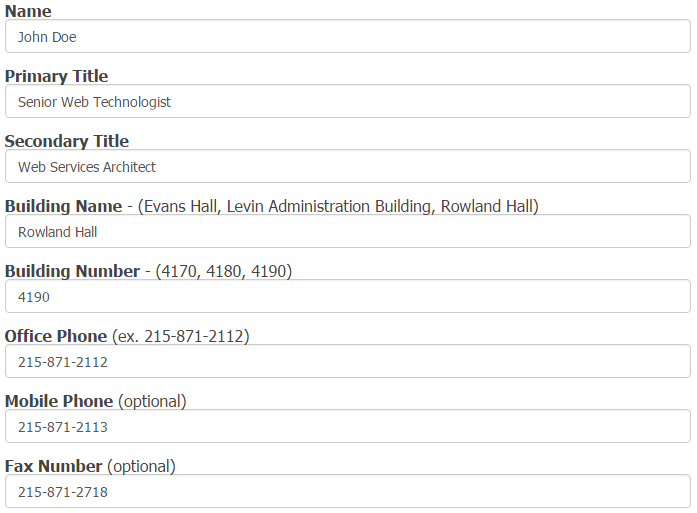 Name
John Doe
Primary Title
Senior Web Technologist
Secondary Title
Web Services Architect
Building Name - (Evans Hall, Levin Administration Building, Rowland Hall)
Rowland Hall
Building Number - (4170, 4180, 4190)
4190
Office Phone (ex. 215-871-2112)
215-871-2112
Mobile Phone (optional)
215-871-2113
Fax Number (optional)
215-871-2718